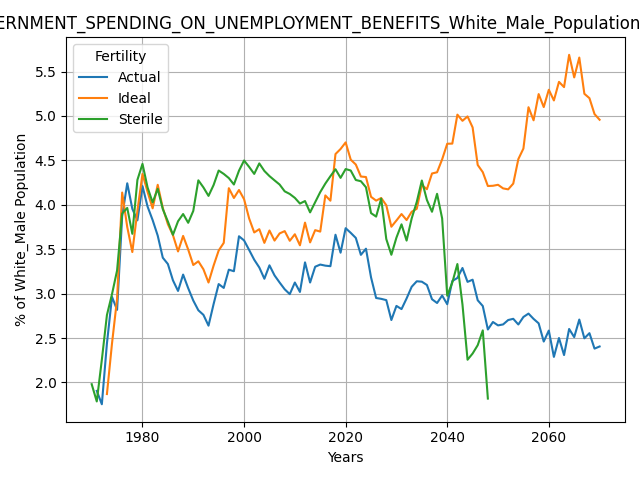 ERNMENT_SPENDING_ON_UNEMPLOYMENT_BENEFITS_White_Male_Population
Fertility
Actual
Ideal
Sterile
% of White_Male Population
5.5
5.0
4.5
4.0
3.5
3.0
2.5
2.0
1980 2000 2020 2040 2060
Years